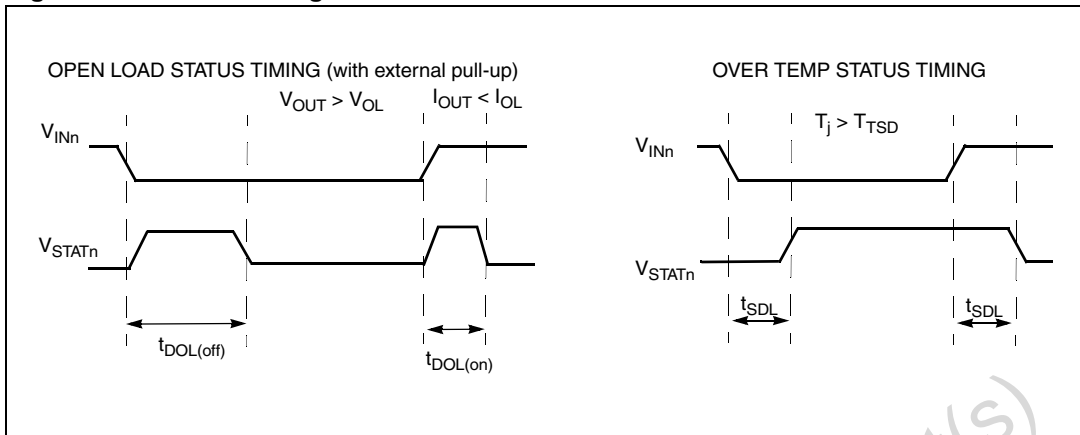 OPEN LOAD STATUS TIMING (with external pull-up)
VOUT > VOL
IOUT < IOL
VINn
VSTATn
tDOL(off)
tDOL(on)
OVER TEMP STATUS TIMING
Tj > TTSD
VINn
VSTATn
tSDL
tSDL